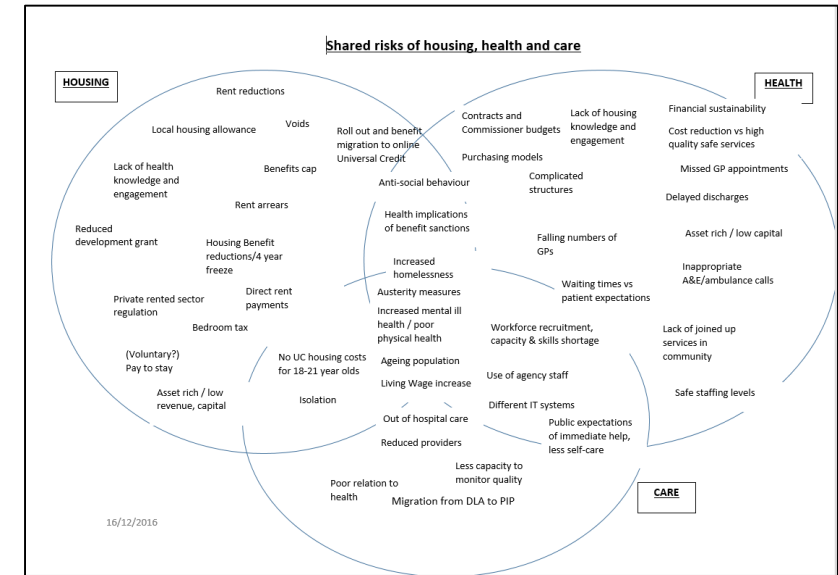 Shared risks of housing, health and care
HOUSING
HEALTH
Rent reductions
Local housing allowance
Voids
Roll out and benefit
migration to online
Universal Credit
Lack of health
knowledge and
engagement
Benefits cap
Rent arrears
Reduced
development grant
Housing Benefit
reductions/4 year
freeze
Private rented sector
regulation
Direct rent
payments
Bedroom tax
(Voluntary?)
Pay to stay
Asset rich / low
revenue, capital
No UC housing costs
for 18-21 year olds
Isolation
Anti-social behaviour
Health implications
of benefit sanctions
Increased
homelessness
Austerity measures
Increased mental ill
health / poor
physical health
Ageing population
Living Wage increase
Out of hospital care
Reduced providers
Contracts and
Commissioner budgets
Purchasing models
Lack of housing
knowledge and
engagement
Complicated
structures
Financial sustainability
Cost reduction vs high
quality safe services
Missed GP appointments
Delayed discharges
Falling numbers of
GPs
Asset rich / low capital
Inappropriate
A&E/ambulance calls
Waiting times vs
patient expectations
Lack of joined up
services in
community
Safe staffing levels
Workforce recruitment,
capacity & skills shortage
Use of agency staff
Different IT systems
Public expectations
of immediate help,
less self-care
Less capacity to
monitor quality
Poor relation to
health
Migration from DLA to PIP
CARE
16/12/2016